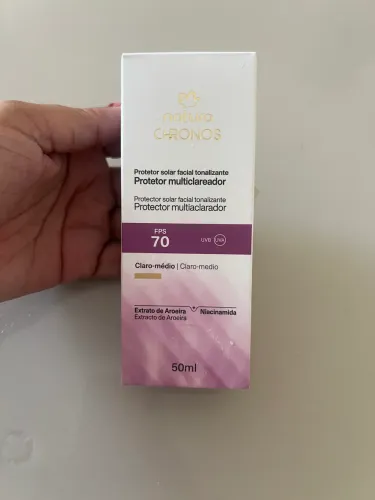 natura
CHRONOS
Protetor solar facial tonalizante
Protetor multiclareador
Protector solar facial tonalizante
Protector multiaclarador
FPS
70
UVB UVA
Claro-médio | Claro-medio
Extrato de Aroeira Niacinamida
Extracto de Aroeira
50ml